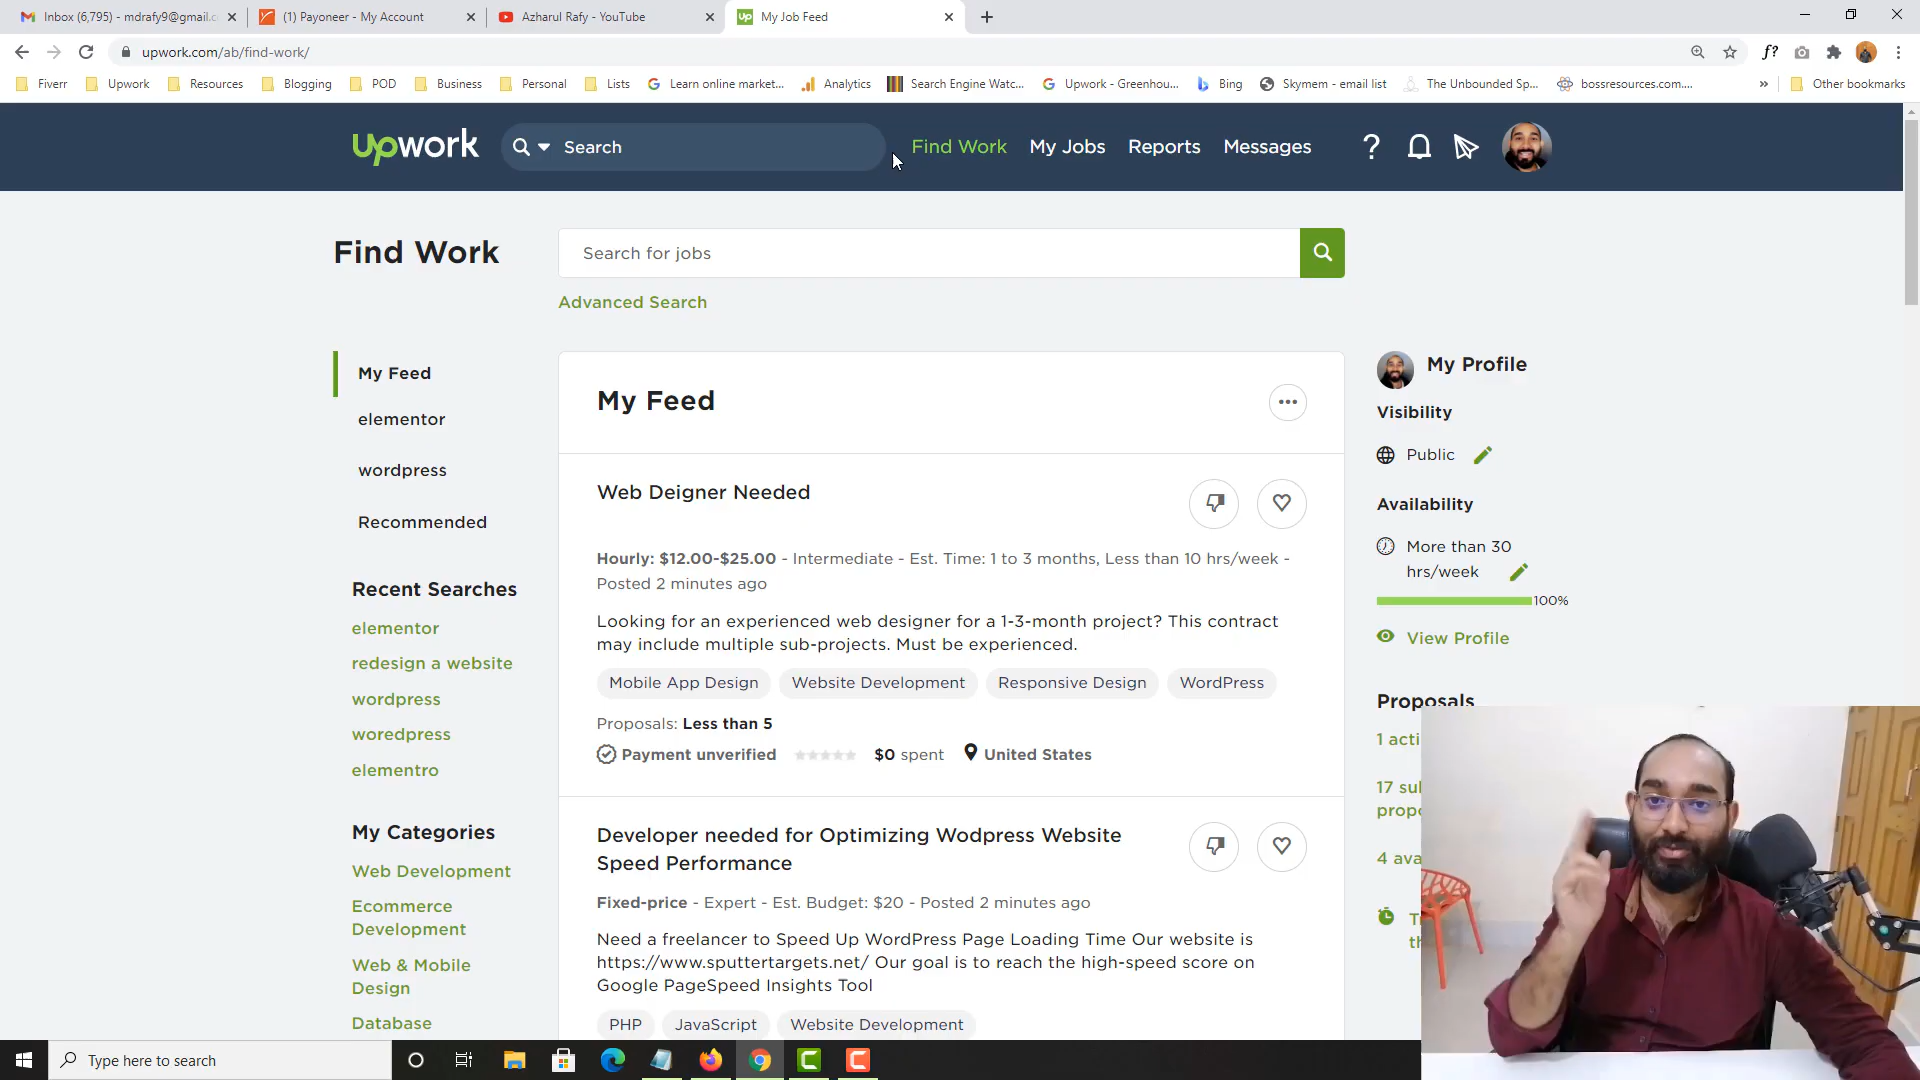 Inbox (6,795) - mdrafy9@gmail.c
(1) Payoneer - My Account
Azharul Rafy - YouTube
My Job Feed
upwork.com/ab/find-work/
Fiverr
Upwork
Resources
Blogging
POD
Business
Personal
Lists
Learn online market...
Analytics
Search Engine Watc...
Upwork - Greenhou...
Bing
Skymem - email list
The Unbounded Sp...
bossresources.com....
Other bookmarks
upwork
Search
Find Work
My Jobs
Reports
Messages
Find Work
Search for jobs
Advanced Search
My Feed
elementor
wordpress
Recommended
Recent Searches
elementor
redesign a website
wordpress
woredpress
elementro
My Categories
Web Development
Ecommerce
Development
Web & Mobile
Design
Database
My Feed
Web Deigner Needed
Hourly: $12.00-$25.00 - Intermediate - Est. Time: 1 to 3 months, Less than 10 hrs/week -
Posted 2 minutes ago
Looking for an experienced web designer for a 1-3-month project? This contract
may include multiple sub-projects. Must be experienced.
Mobile App Design
Website Development
Responsive Design
WordPress
Proposals: Less than 5
Payment unverified
$0 spent
United States
Developer needed for Optimizing Wodpress Website
Speed Performance
Fixed-price - Expert - Est. Budget: $20 - Posted 2 minutes ago
Need a freelancer to Speed Up WordPress Page Loading Time Our website is
https://www.sputtertargets.net/ Our goal is to reach the high-speed score on
Google PageSpeed Insights Tool
PHP
JavaScript
Website Development
My Profile
Visibility
Public
Availability
More than 30
hrs/week
100%
View Profile
Proposals
1 acti
17 su
propo
4 ava
Type here to search